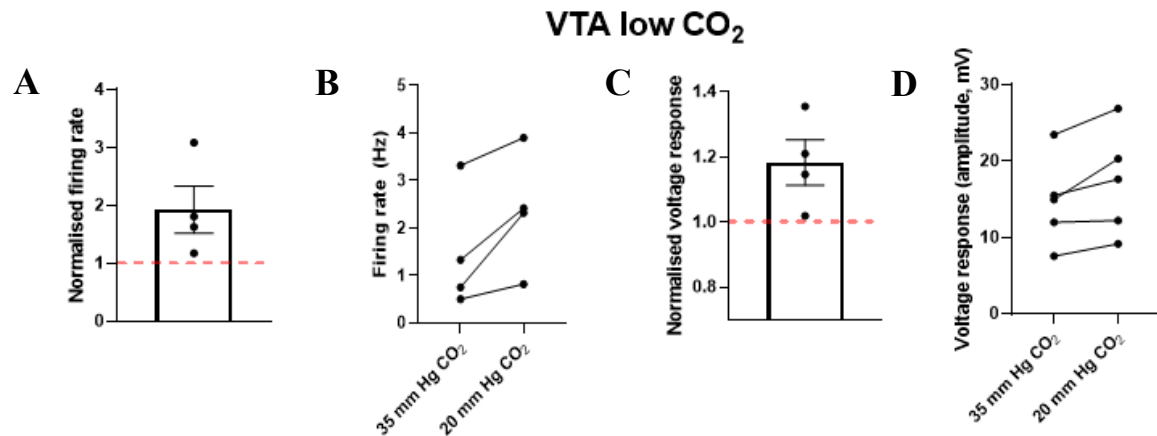 VTA low CO₂
A
Normalised firing rate
4
3
2
1
0
B
Firing rate (Hz)
5
4
3
2
1
0
35 mm Hg CO₂
20 mm Hg CO₂
C
Normalised voltage response
1.4
1.2
1.0
0.8
D
Voltage response (amplitude, mV)
30
20
10
0
35 mm Hg CO₂
20 mm Hg CO₂